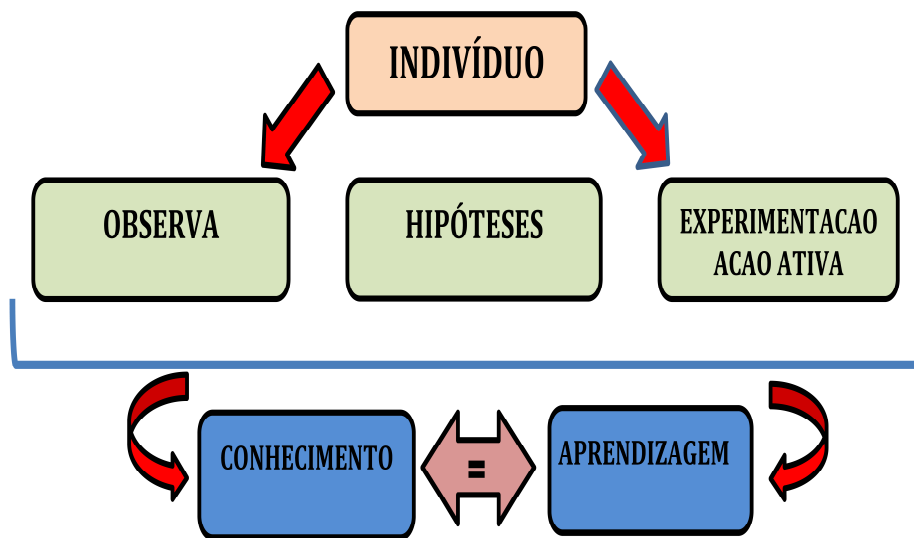 INDIVÍDUO
OBSERVA
HIPÓTESES
EXPERIMENTACAO
ACAO ATIVA
CONHECIMENTO
=
APRENDIZAGEM